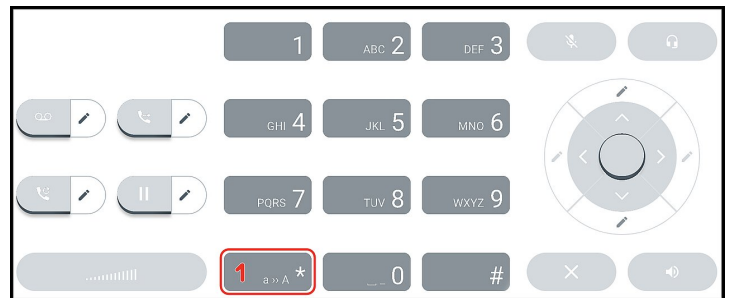 1
ABC 2
DEF 3
GHI 4
JKL 5
MNO 6
PQRS 7
TUV 8
WXYZ 9
1 a » A *
0
#